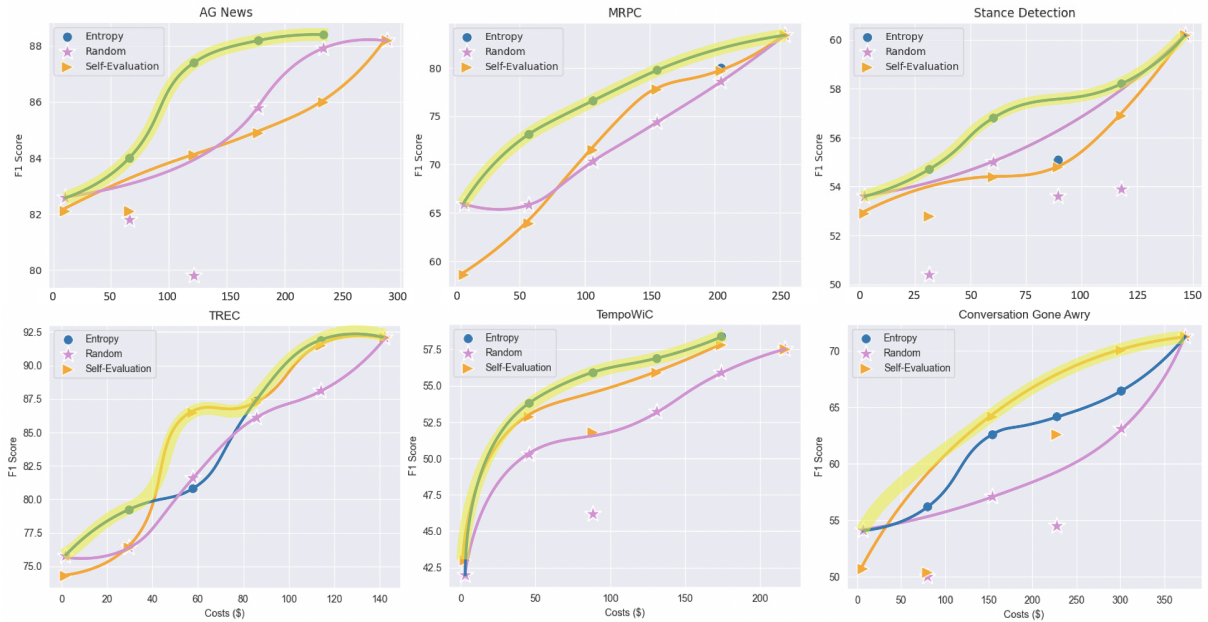 AG News
Entropy
Random
Self-Evaluation
F1 Score
88
86
84
82
80
0 50 100 150 200 250 300
MRPC
Entropy
Random
Self-Evaluation
F1 Score
80
75
70
65
60
0 50 100 150 200 250
Stance Detection
Entropy
Random
Self-Evaluation
F1 Score
60
58
56
54
52
50
0 25 50 75 100 125 150
TREC
Entropy
Random
Self-Evaluation
F1 Score
92.5
90.0
87.5
85.0
82.5
80.0
77.5
75.0
0 20 40 60 80 100 120 140
Costs ($)
TempoWiC
Entropy
Random
Self-Evaluation
F1 Score
57.5
55.0
52.5
50.0
47.5
45.0
42.5
0 50 100 150 200
Costs ($)
Conversation Gone Awry
Entropy
Random
Self-Evaluation
F1 Score
70
65
60
55
50
0 50 100 150 200 250 300 350
Costs ($)